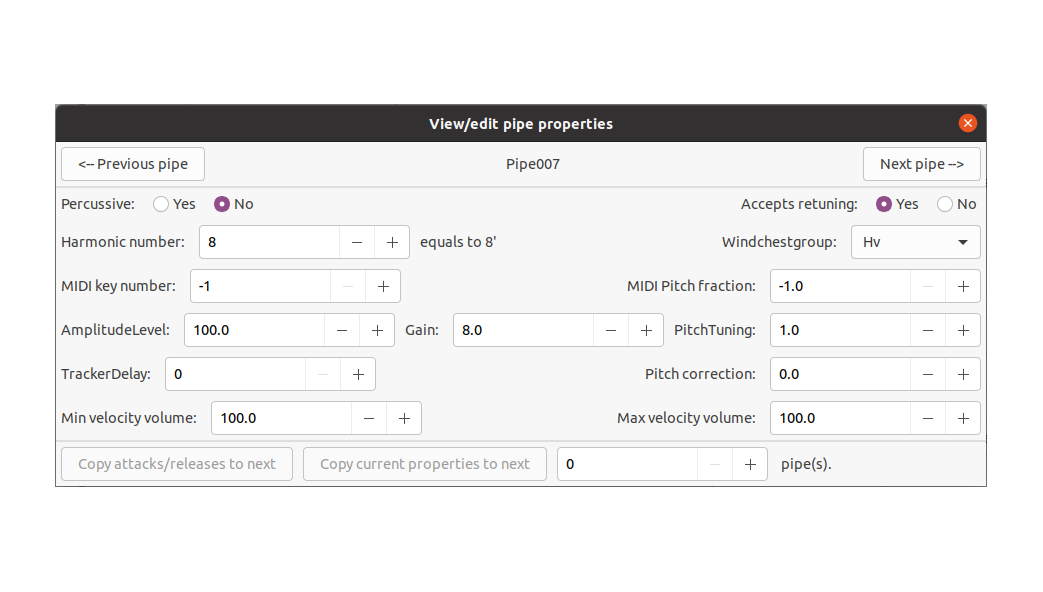 View/edit pipe properties
<-- Previous pipe Pipe007 Next pipe -->
Percussive: Yes No Accepts retuning: Yes No
Harmonic number: 8 equals to 8' Windchestgroup: Hv
MIDI key number: -1 MIDI Pitch fraction: -1.0
AmplitudeLevel: 100.0 Gain: 8.0 PitchTuning: 1.0
TrackerDelay: 0 Pitch correction: 0.0
Min velocity volume: 100.0 Max velocity volume: 100.0
Copy attacks/releases to next Copy current properties to next 0 pipe(s).